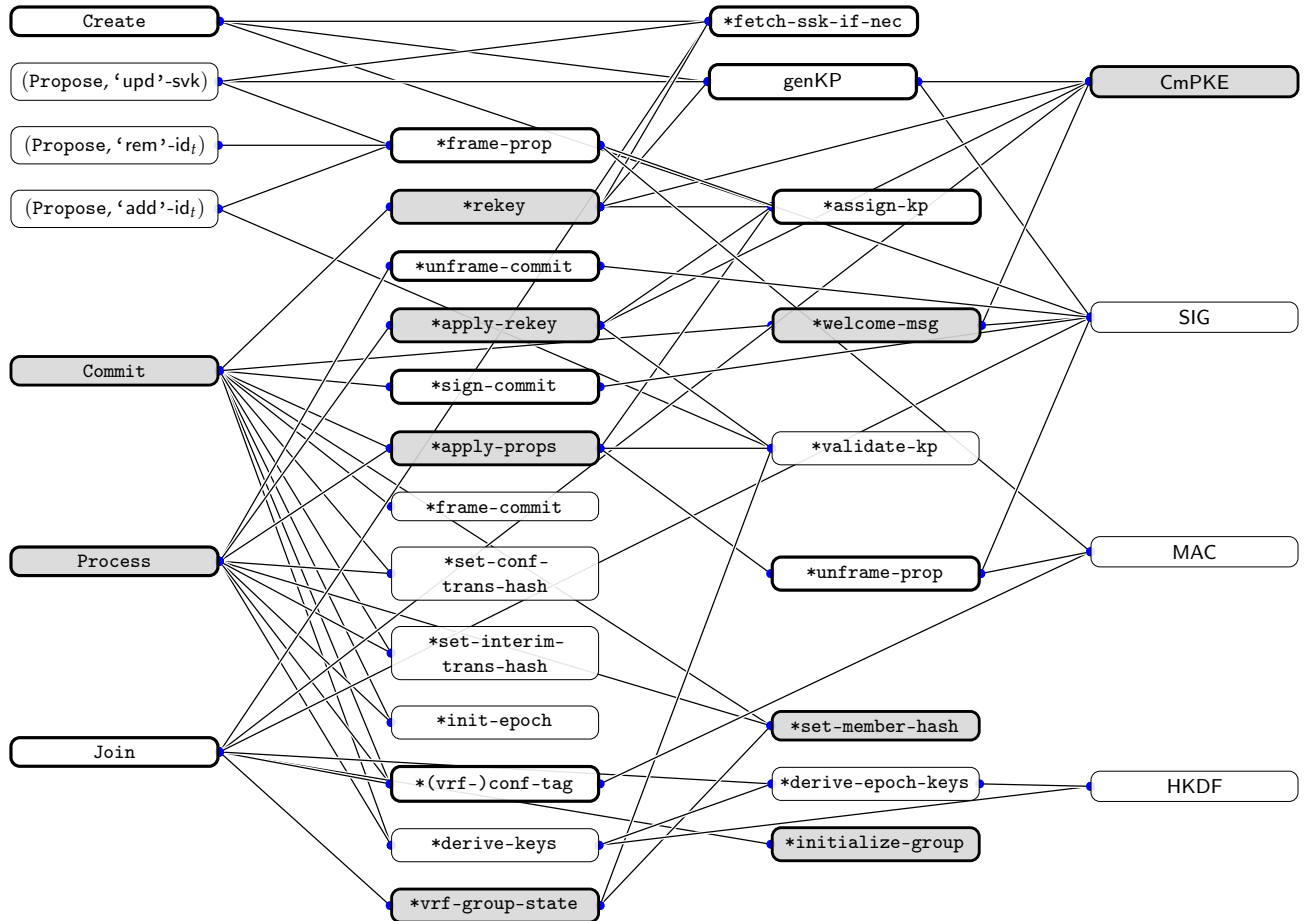 Create
*fetch-ssk-if-nec
(Propose, ‘upd’-svk)
genKP
CmPKE
(Propose, ‘rem’-id_t)
*frame-prop
(Propose, ‘add’-id_t)
*rekey
*assign-kp
*unframe-commit
*apply-rekey
*welcome-msg
SIG
Commit
*sign-commit
*apply-props
*validate-kp
*frame-commit
Process
*set-conf-
trans-hash
*unframe-prop
MAC
*set-interim-
trans-hash
*init-epoch
*set-member-hash
Join
*(vrf-)conf-tag
*derive-epoch-keys
HKDF
*derive-keys
*initialize-group
*vrf-group-state